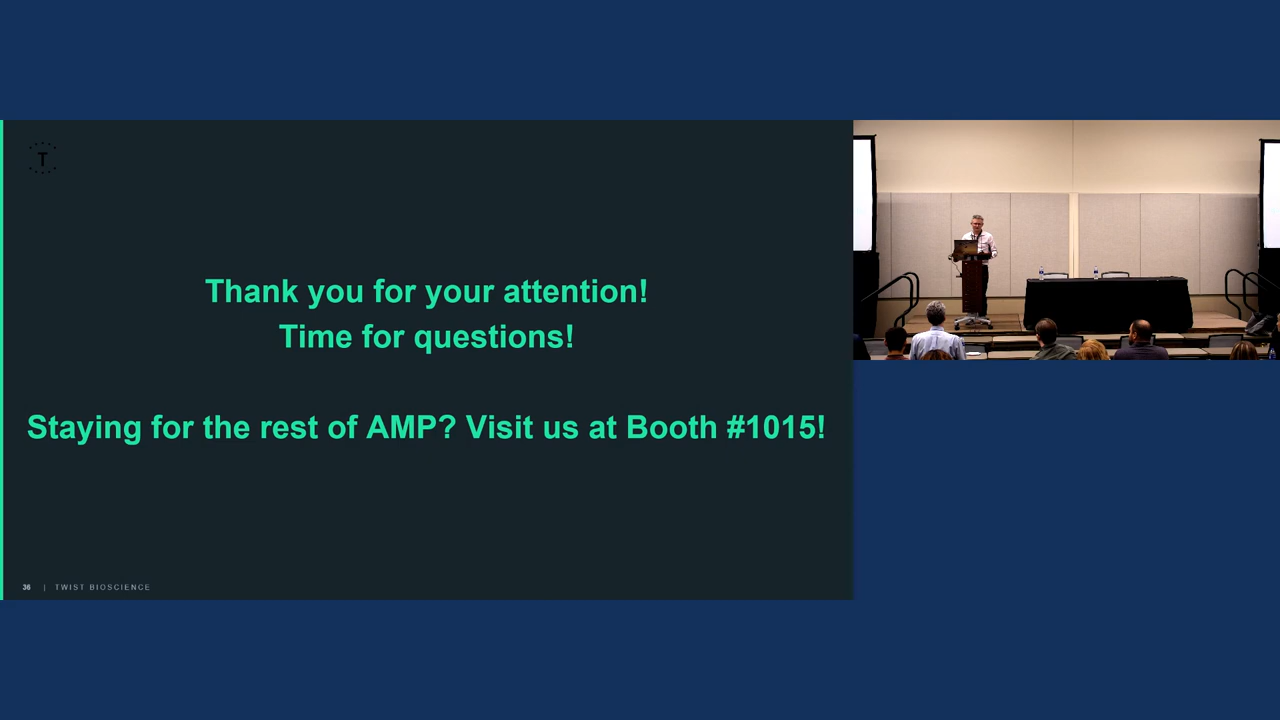 T
Thank you for your attention!
Time for questions!
Staying for the rest of AMP? Visit us at Booth #1015!
36 | TWIST BIOSCIENCE